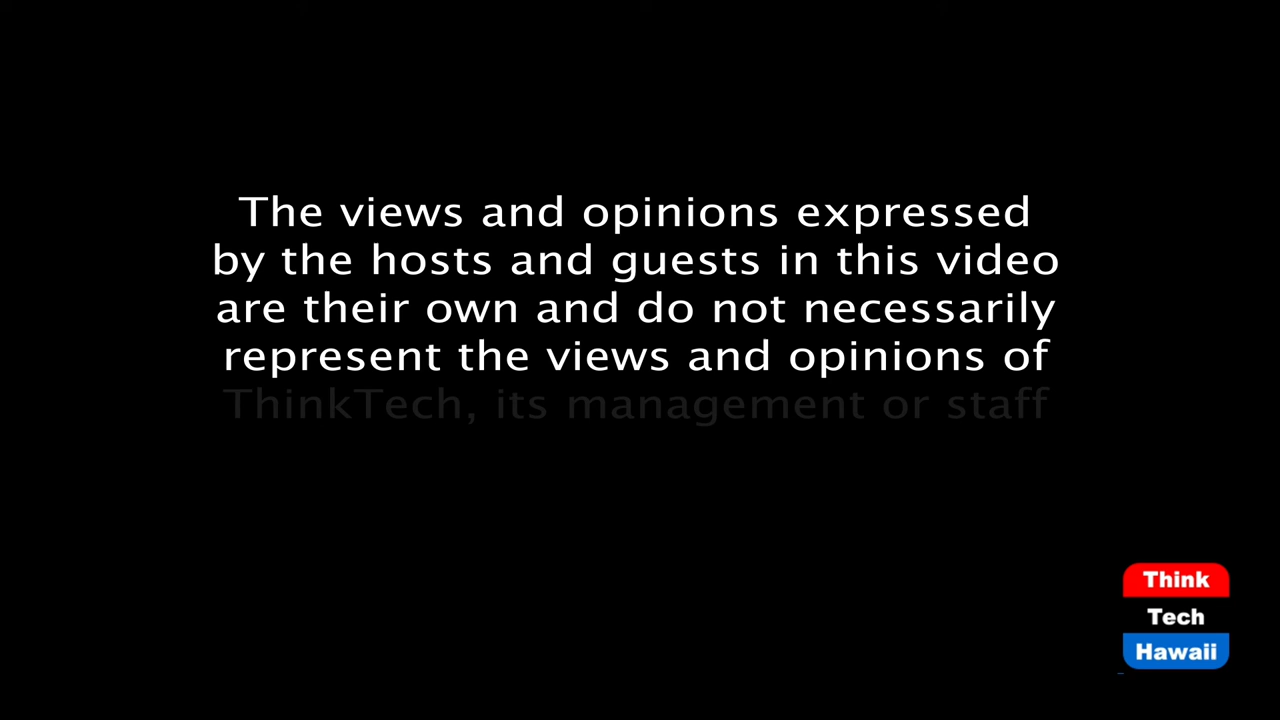 The views and opinions expressed
by the hosts and guests in this video
are their own and do not necessarily
represent the views and opinions of
ThinkTech, its management or staff
Think
Tech
Hawaii